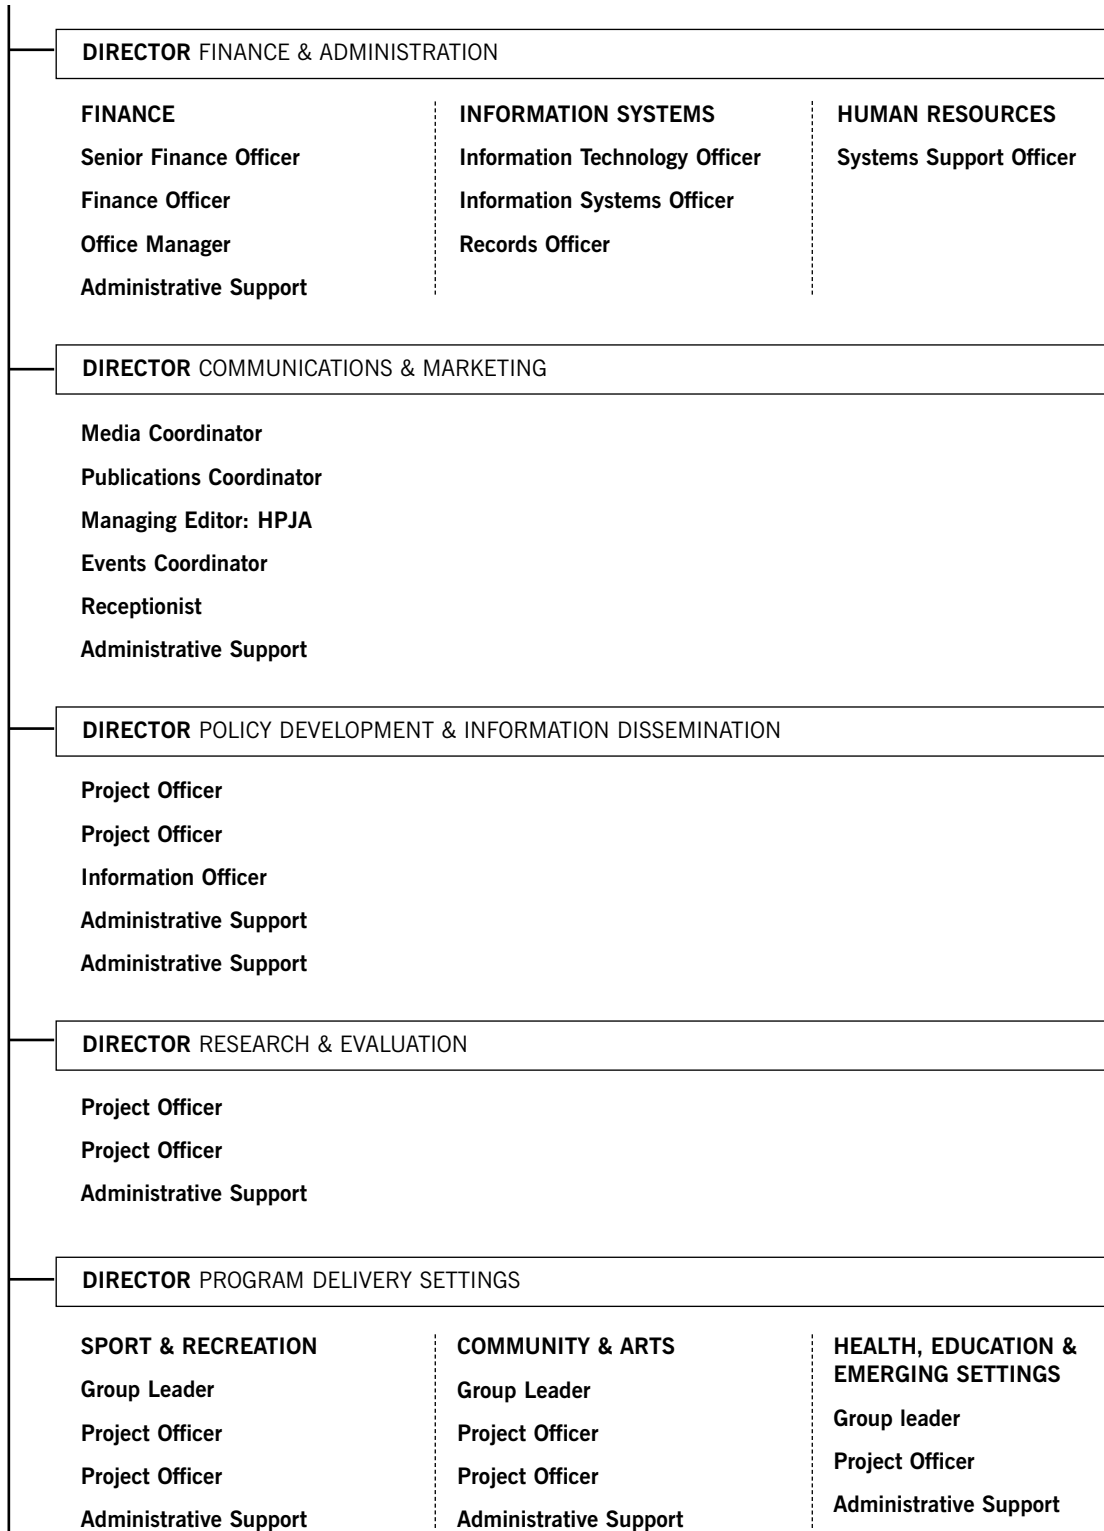 DIRECTOR FINANCE & ADMINISTRATION
FINANCE
Senior Finance Officer
Finance Officer
Office Manager
Administrative Support
INFORMATION SYSTEMS
Information Technology Officer
Information Systems Officer
Records Officer
HUMAN RESOURCES
Systems Support Officer
DIRECTOR COMMUNICATIONS & MARKETING
Media Coordinator
Publications Coordinator
Managing Editor: HPJA
Events Coordinator
Receptionist
Administrative Support
DIRECTOR POLICY DEVELOPMENT & INFORMATION DISSEMINATION
Project Officer
Project Officer
Information Officer
Administrative Support
Administrative Support
DIRECTOR RESEARCH & EVALUATION
Project Officer
Project Officer
Administrative Support
DIRECTOR PROGRAM DELIVERY SETTINGS
SPORT & RECREATION
Group Leader
Project Officer
Project Officer
Administrative Support
COMMUNITY & ARTS
Group Leader
Project Officer
Project Officer
Administrative Support
HEALTH, EDUCATION &
EMERGING SETTINGS
Group leader
Project Officer
Administrative Support